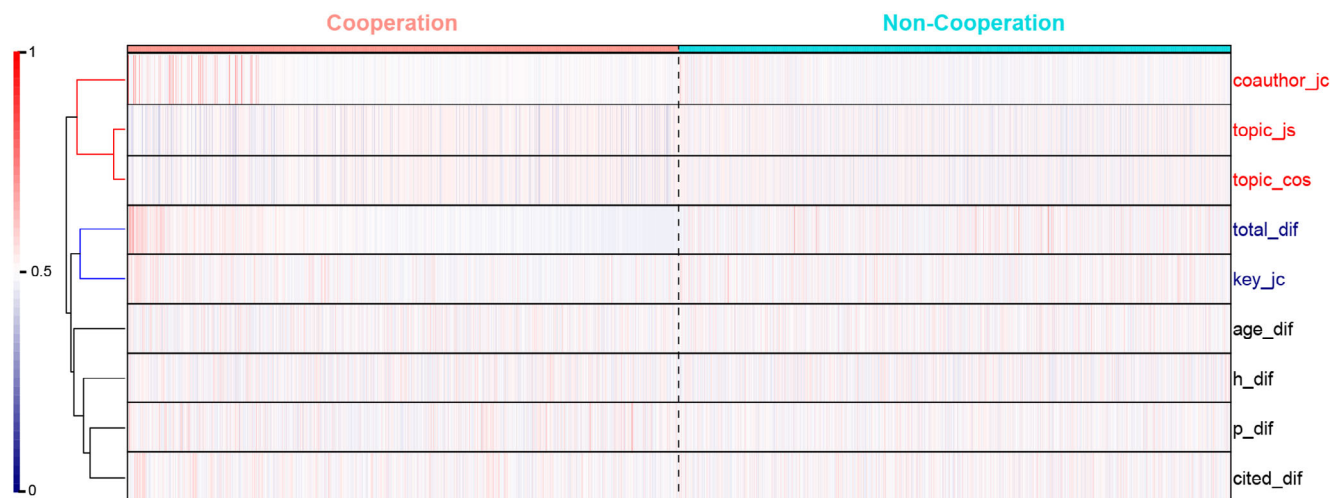 Cooperation Non-Cooperation
1
coauthor_jc
topic_js
topic_cos
total_dif
0.5
key_jc
age_dif
h_dif
p_dif
cited_dif
0